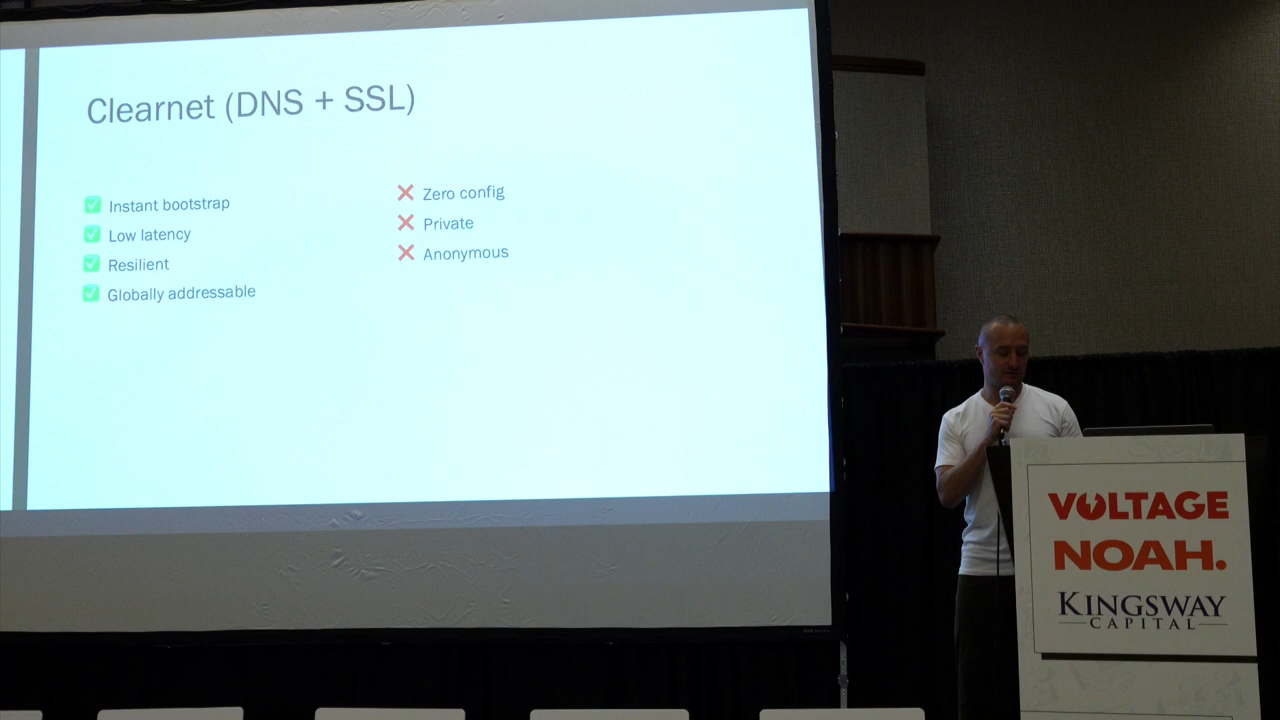 Clearnet (DNS + SSL)
✅ Instant bootstrap
✅ Low latency
✅ Resilient
✅ Globally addressable
❌ Zero config
❌ Private
❌ Anonymous
VOLTAGE
NOAH.
KINGSWAY
CAPITAL